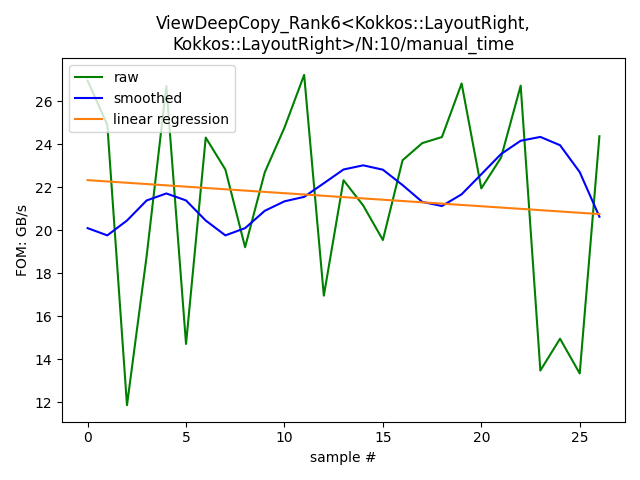 ViewDeepCopy_Rank6<Kokkos::LayoutRight,
Kokkos::LayoutRight>/N:10/manual_time
raw
smoothed
linear regression
FOM: GB/s
26
24
22
20
18
16
14
12
0
5
10
15
20
25
sample #